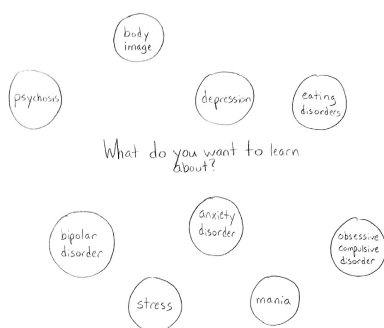 body
image
psychosis
depression
eating
disorders
What do you want to learn
about?
bipolar
disorder
anxiety
disorder
obsessive
compulsive
disorder
stress
mania